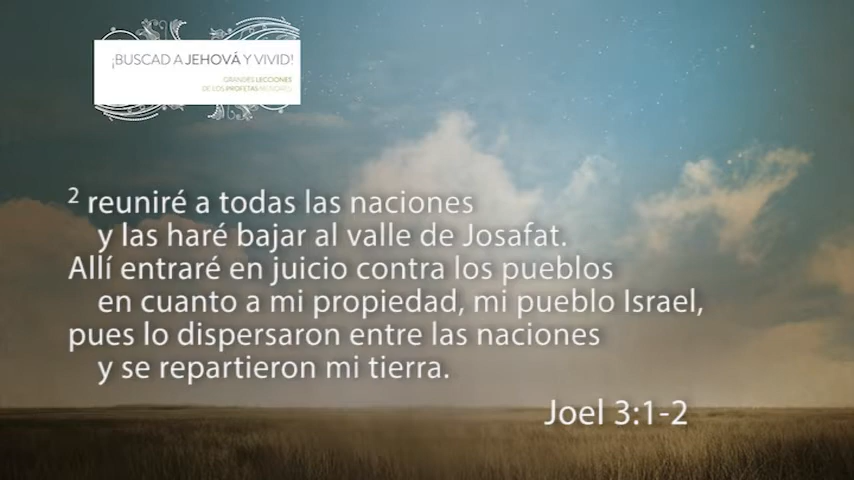 ¡BUSCAD A JEHOVÁ Y VIVID!
GRANDES LECCIONES
DE LOS PROFETAS MENORES
2 reuniré a todas las naciones
y las haré bajar al valle de Josafat.
Allí entraré en juicio contra los pueblos
en cuanto a mi propiedad, mi pueblo Israel,
pues lo dispersaron entre las naciones
y se repartieron mi tierra.
Joel 3:1-2